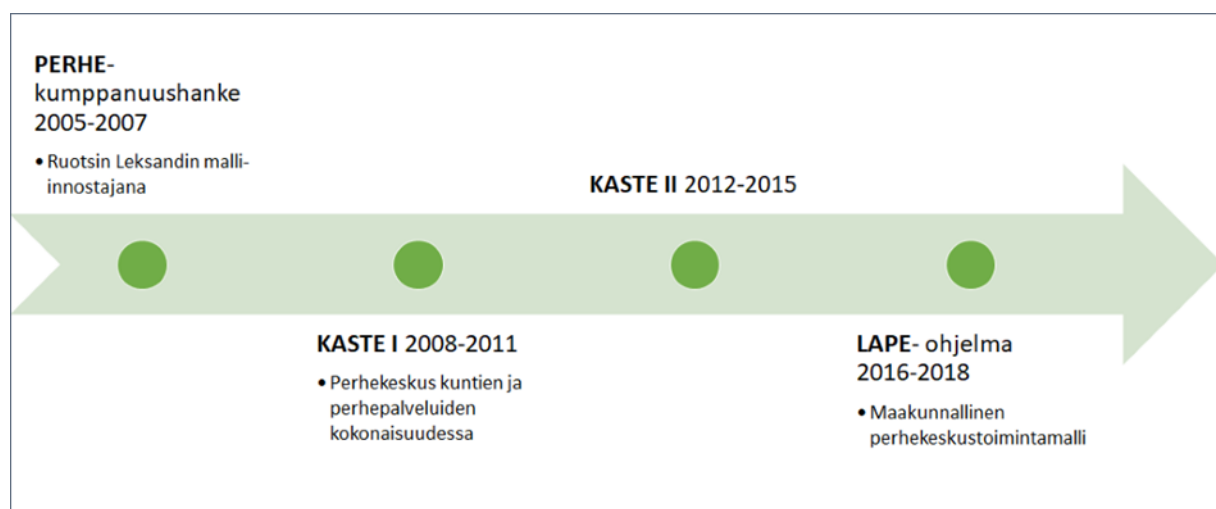 PERHE-
kumppanuushanke
2005-2007
• Ruotsin Leksandin malli-
innostajana
KASTE I 2008-2011
• Perhekeskus kuntien ja
perhepalveluiden
kokonaisuudessa
KASTE II 2012-2015
LAPE- ohjelma
2016-2018
• Maakunnallinen
perhekeskustoimintamalli